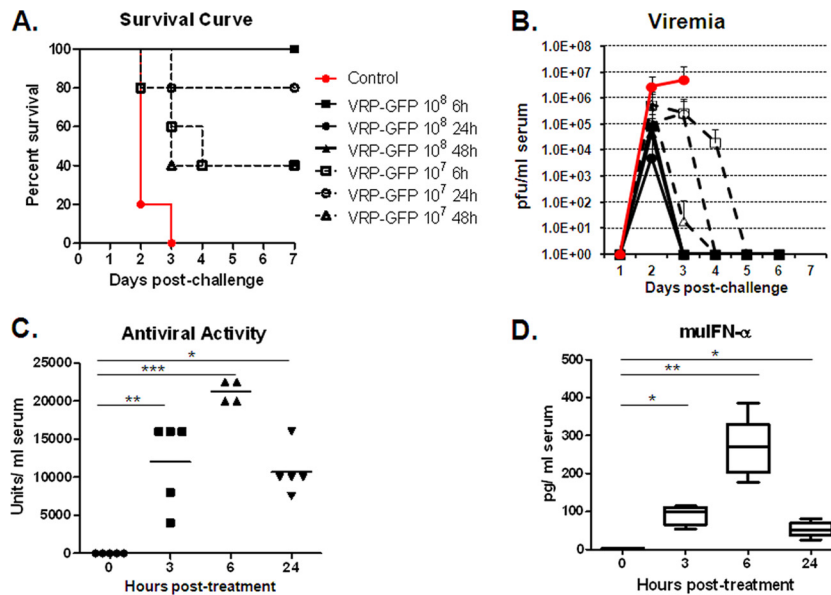 A.
Survival Curve
Percent survival
100
80
60
40
20
0
0 1 2 3 4 5 6 7
Days post-challenge
Control
VRP-GFP 10⁸ 6h
VRP-GFP 10⁸ 24h
VRP-GFP 10⁸ 48h
VRP-GFP 10⁷ 6h
VRP-GFP 10⁷ 24h
VRP-GFP 10⁷ 48h
B.
Viremia
pfu/ml serum
1.0E+08
1.0E+07
1.0E+06
1.0E+05
1.0E+04
1.0E+03
1.0E+02
1.0E+01
1.0E+00
1 2 3 4 5 6 7
Days post-challenge
C.
Antiviral Activity
Units/ ml serum
25000
20000
15000
10000
5000
0
*
***
**
0 3 6 24
Hours post-treatment
D.
muIFN-α
pg/ ml serum
500
400
300
200
100
0
*
**
*
0 3 6 24
Hours post-treatment